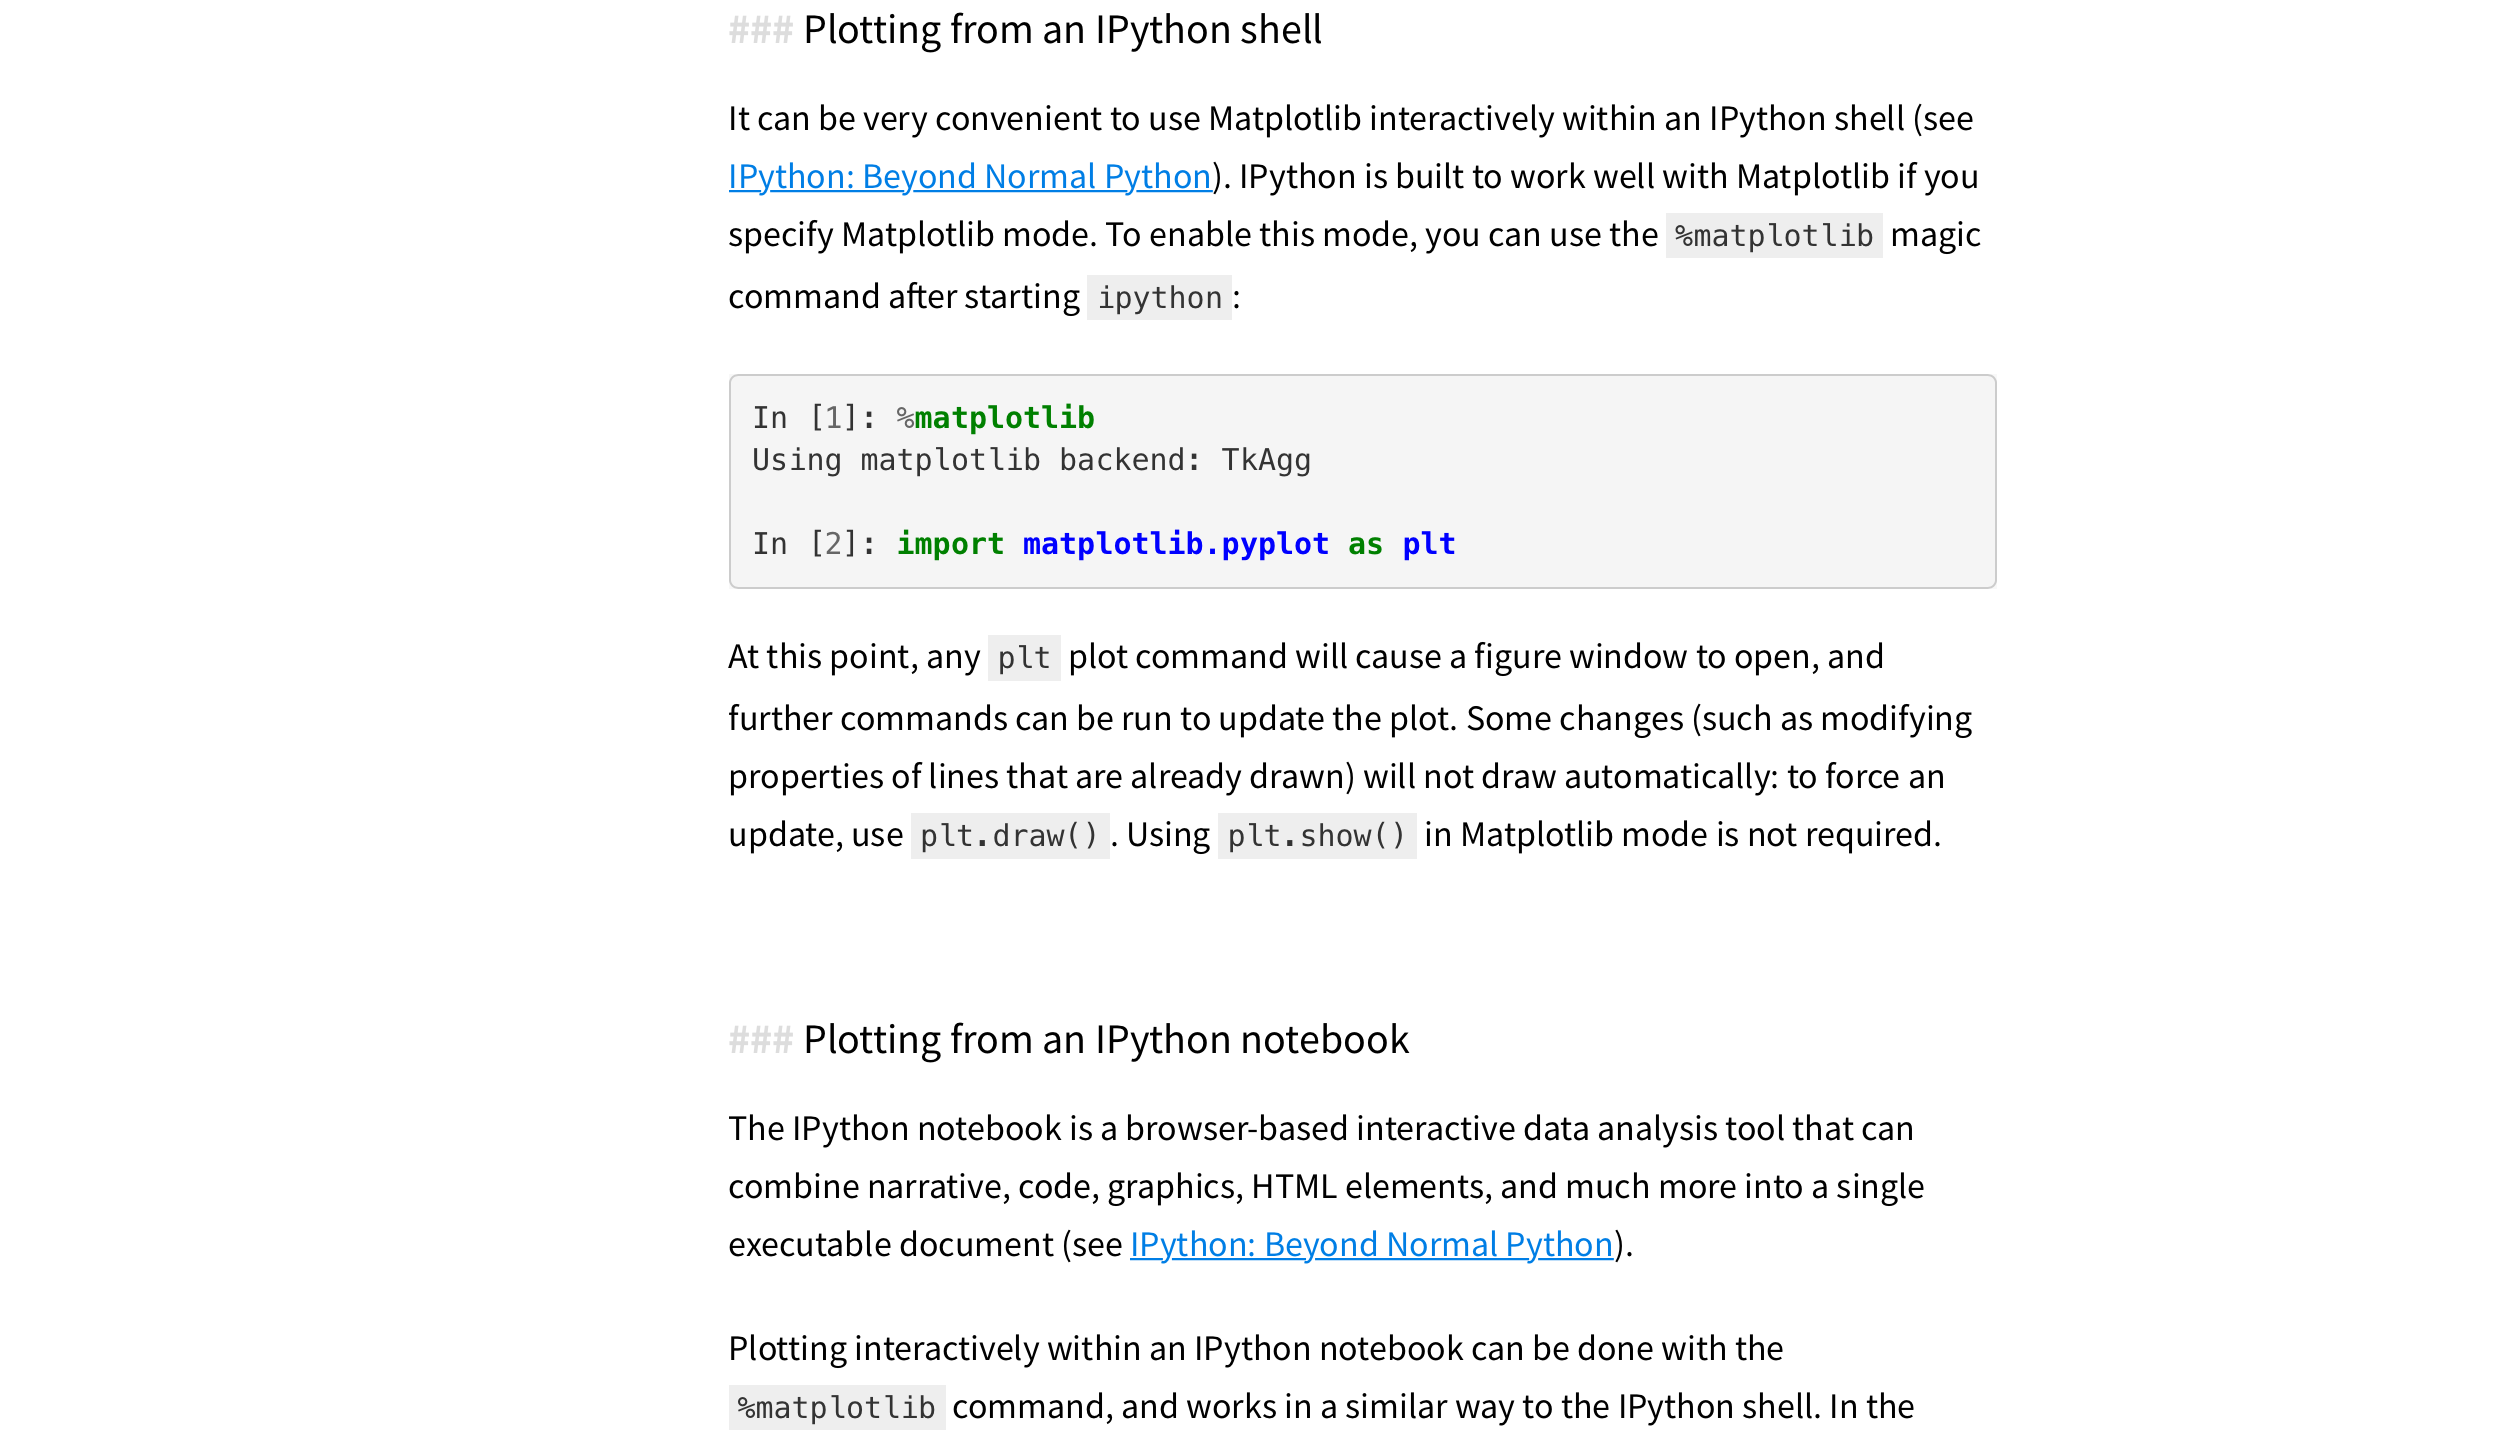 ### Plotting from an IPython shell
It can be very convenient to use Matplotlib interactively within an IPython shell (see
IPython: Beyond Normal Python). IPython is built to work well with Matplotlib if you
specify Matplotlib mode. To enable this mode, you can use the %matplotlib magic
command after starting ipython :
In [1]: %matplotlib
Using matplotlib backend: TkAgg
In [2]: import matplotlib.pyplot as plt
At this point, any plt plot command will cause a figure window to open, and
further commands can be run to update the plot. Some changes (such as modifying
properties of lines that are already drawn) will not draw automatically: to force an
update, use plt.draw() . Using plt.show() in Matplotlib mode is not required.
### Plotting from an IPython notebook
The IPython notebook is a browser-based interactive data analysis tool that can
combine narrative, code, graphics, HTML elements, and much more into a single
executable document (see IPython: Beyond Normal Python).
Plotting interactively within an IPython notebook can be done with the
%matplotlib command, and works in a similar way to the IPython shell. In the